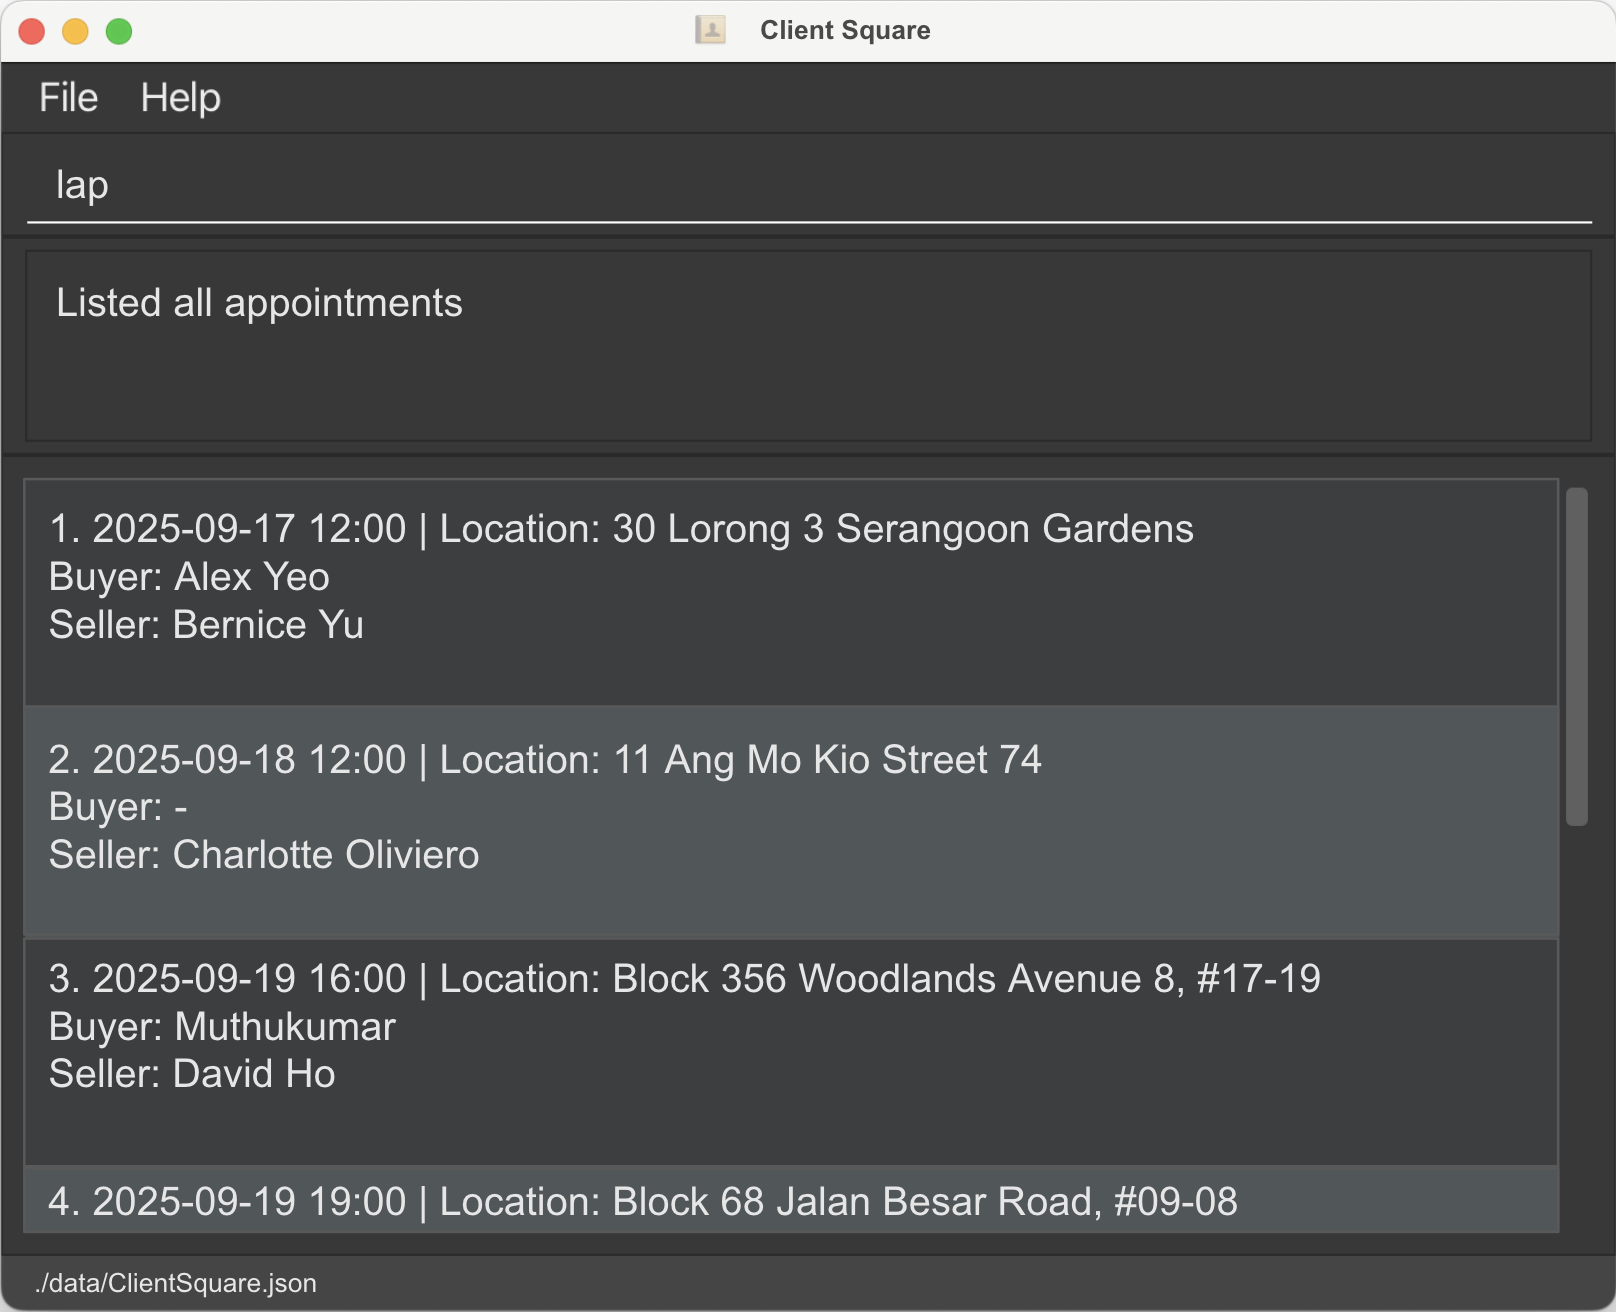 Client Square
File Help
lap
Listed all appointments
1. 2025-09-17 12:00 | Location: 30 Lorong 3 Serangoon Gardens
Buyer: Alex Yeo
Seller: Bernice Yu
2. 2025-09-18 12:00 | Location: 11 Ang Mo Kio Street 74
Buyer: -
Seller: Charlotte Oliviero
3. 2025-09-19 16:00 | Location: Block 356 Woodlands Avenue 8, #17-19
Buyer: Muthukumar
Seller: David Ho
4. 2025-09-19 19:00 | Location: Block 68 Jalan Besar Road, #09-08
./data/ClientSquare.json